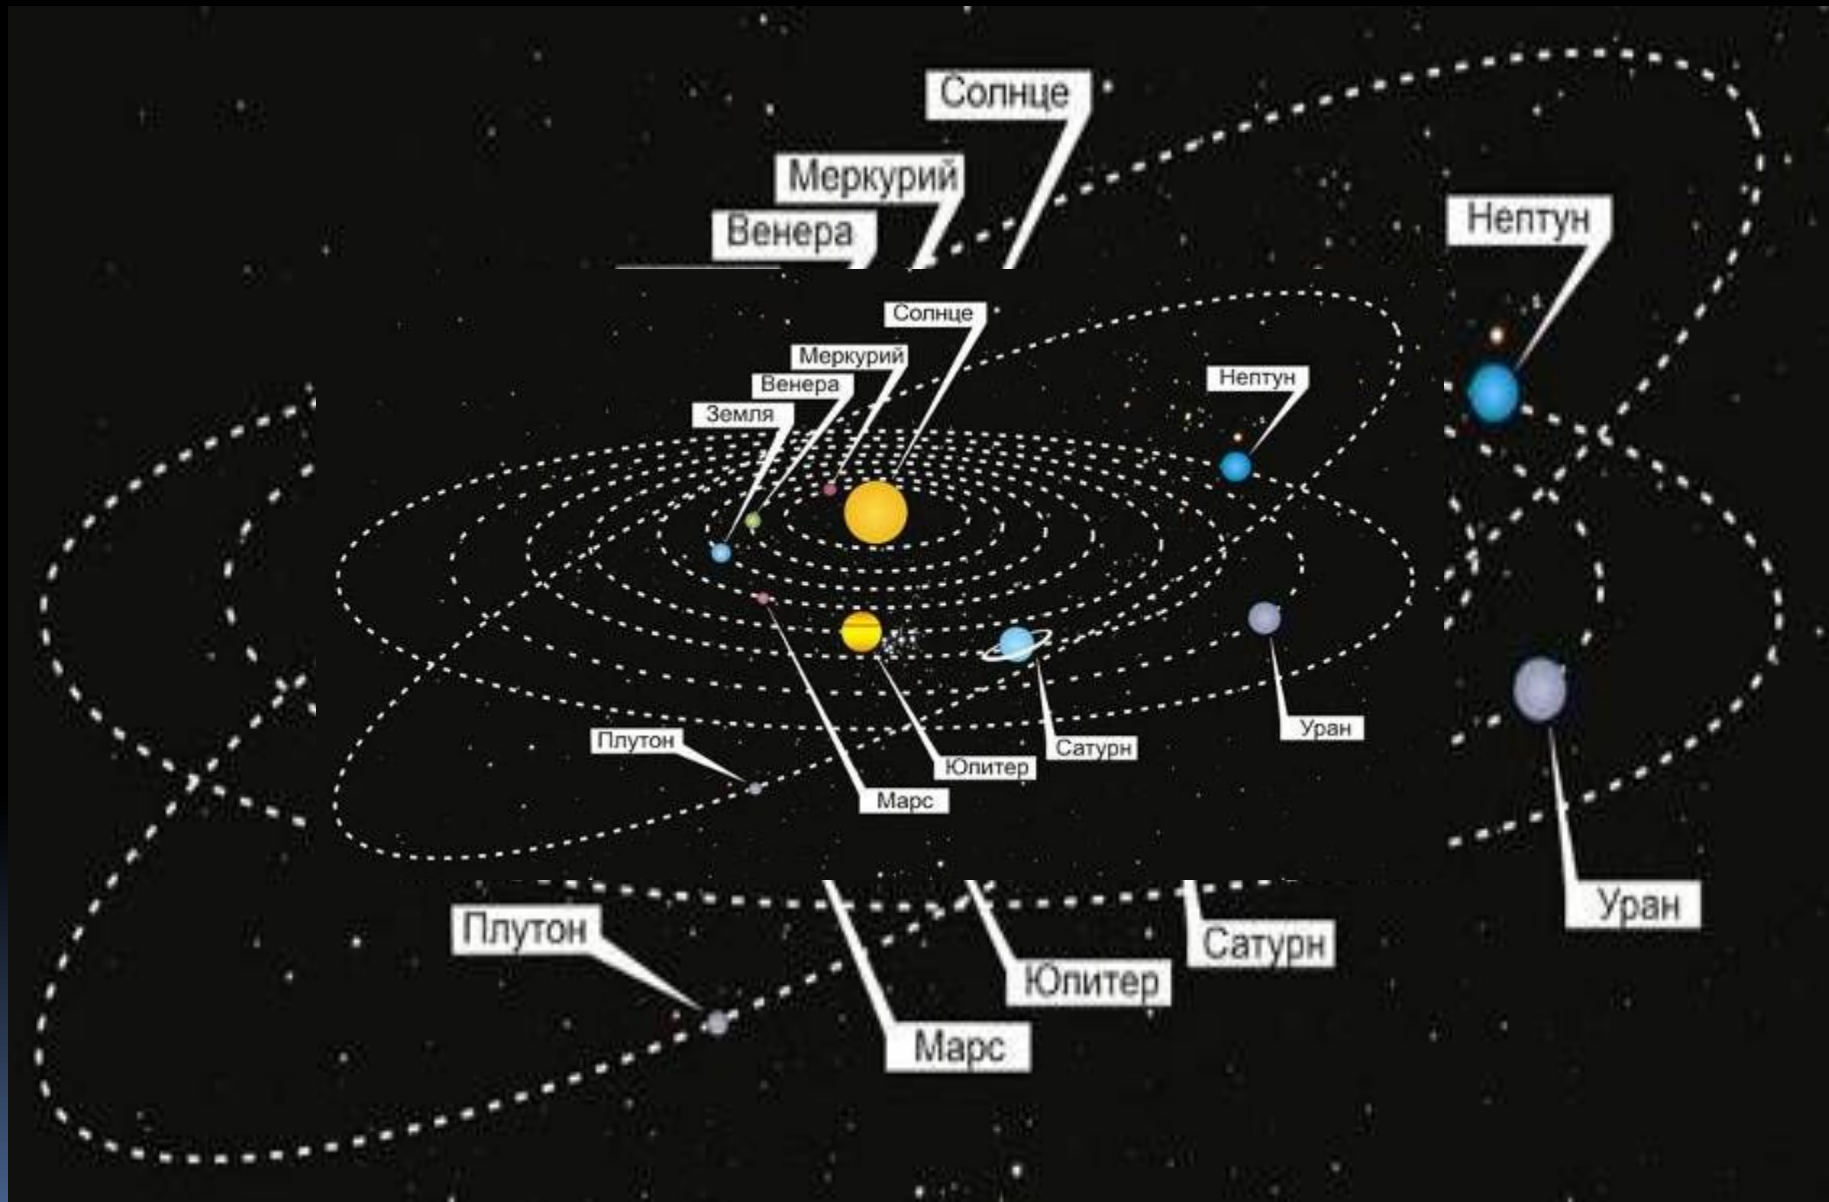 Солнце
Меркурий
Венера
Нептун
Солнце
Меркурий
Венера
Земля
Нептун
Плутон
Марс
Юпитер
Сатурн
Уран
Плутон
Марс
Юпитер
Сатурн
Уран